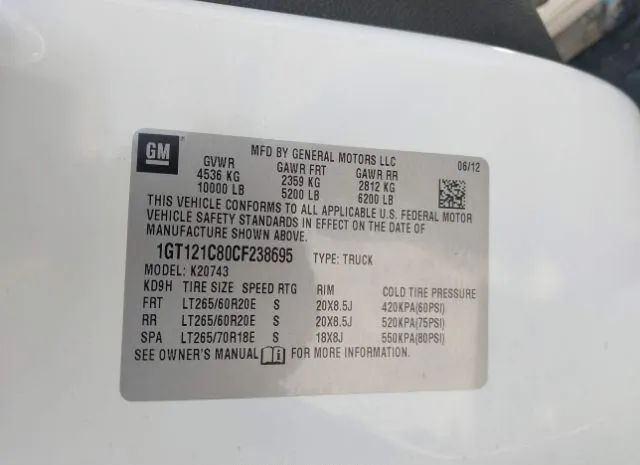 GM
MFD BY GENERAL MOTORS LLC
06/12
GVWR GAWR FRT GAWR RR
4536 KG 2359 KG 2812 KG
10000 LB 5200 LB 6200 LB
THIS VEHICLE CONFORMS TO ALL APPLICABLE U.S. FEDERAL MOTOR
VEHICLE SAFETY STANDARDS IN EFFECT ON THE DATE OF
MANUFACTURE SHOWN ABOVE.
1GT121C80CF238695 TYPE: TRUCK
MODEL: K20743
KD9H TIRE SIZE SPEED RTG RIM COLD TIRE PRESSURE
FRT LT265/60R20E S 20X8.5J 420KPA(60PSI)
RR LT265/60R20E S 20X8.5J 520KPA(75PSI)
SPA LT265/70R18E S 18X8J 550KPA(80PSI)
SEE OWNER'S MANUAL FOR MORE INFORMATION.